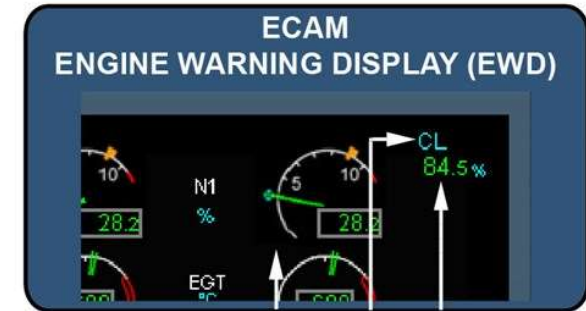 ECAM
ENGINE WARNING DISPLAY (EWD)
CL
84.5 %
10 N1 5 10
28.2 % 28.2
EGT
°C